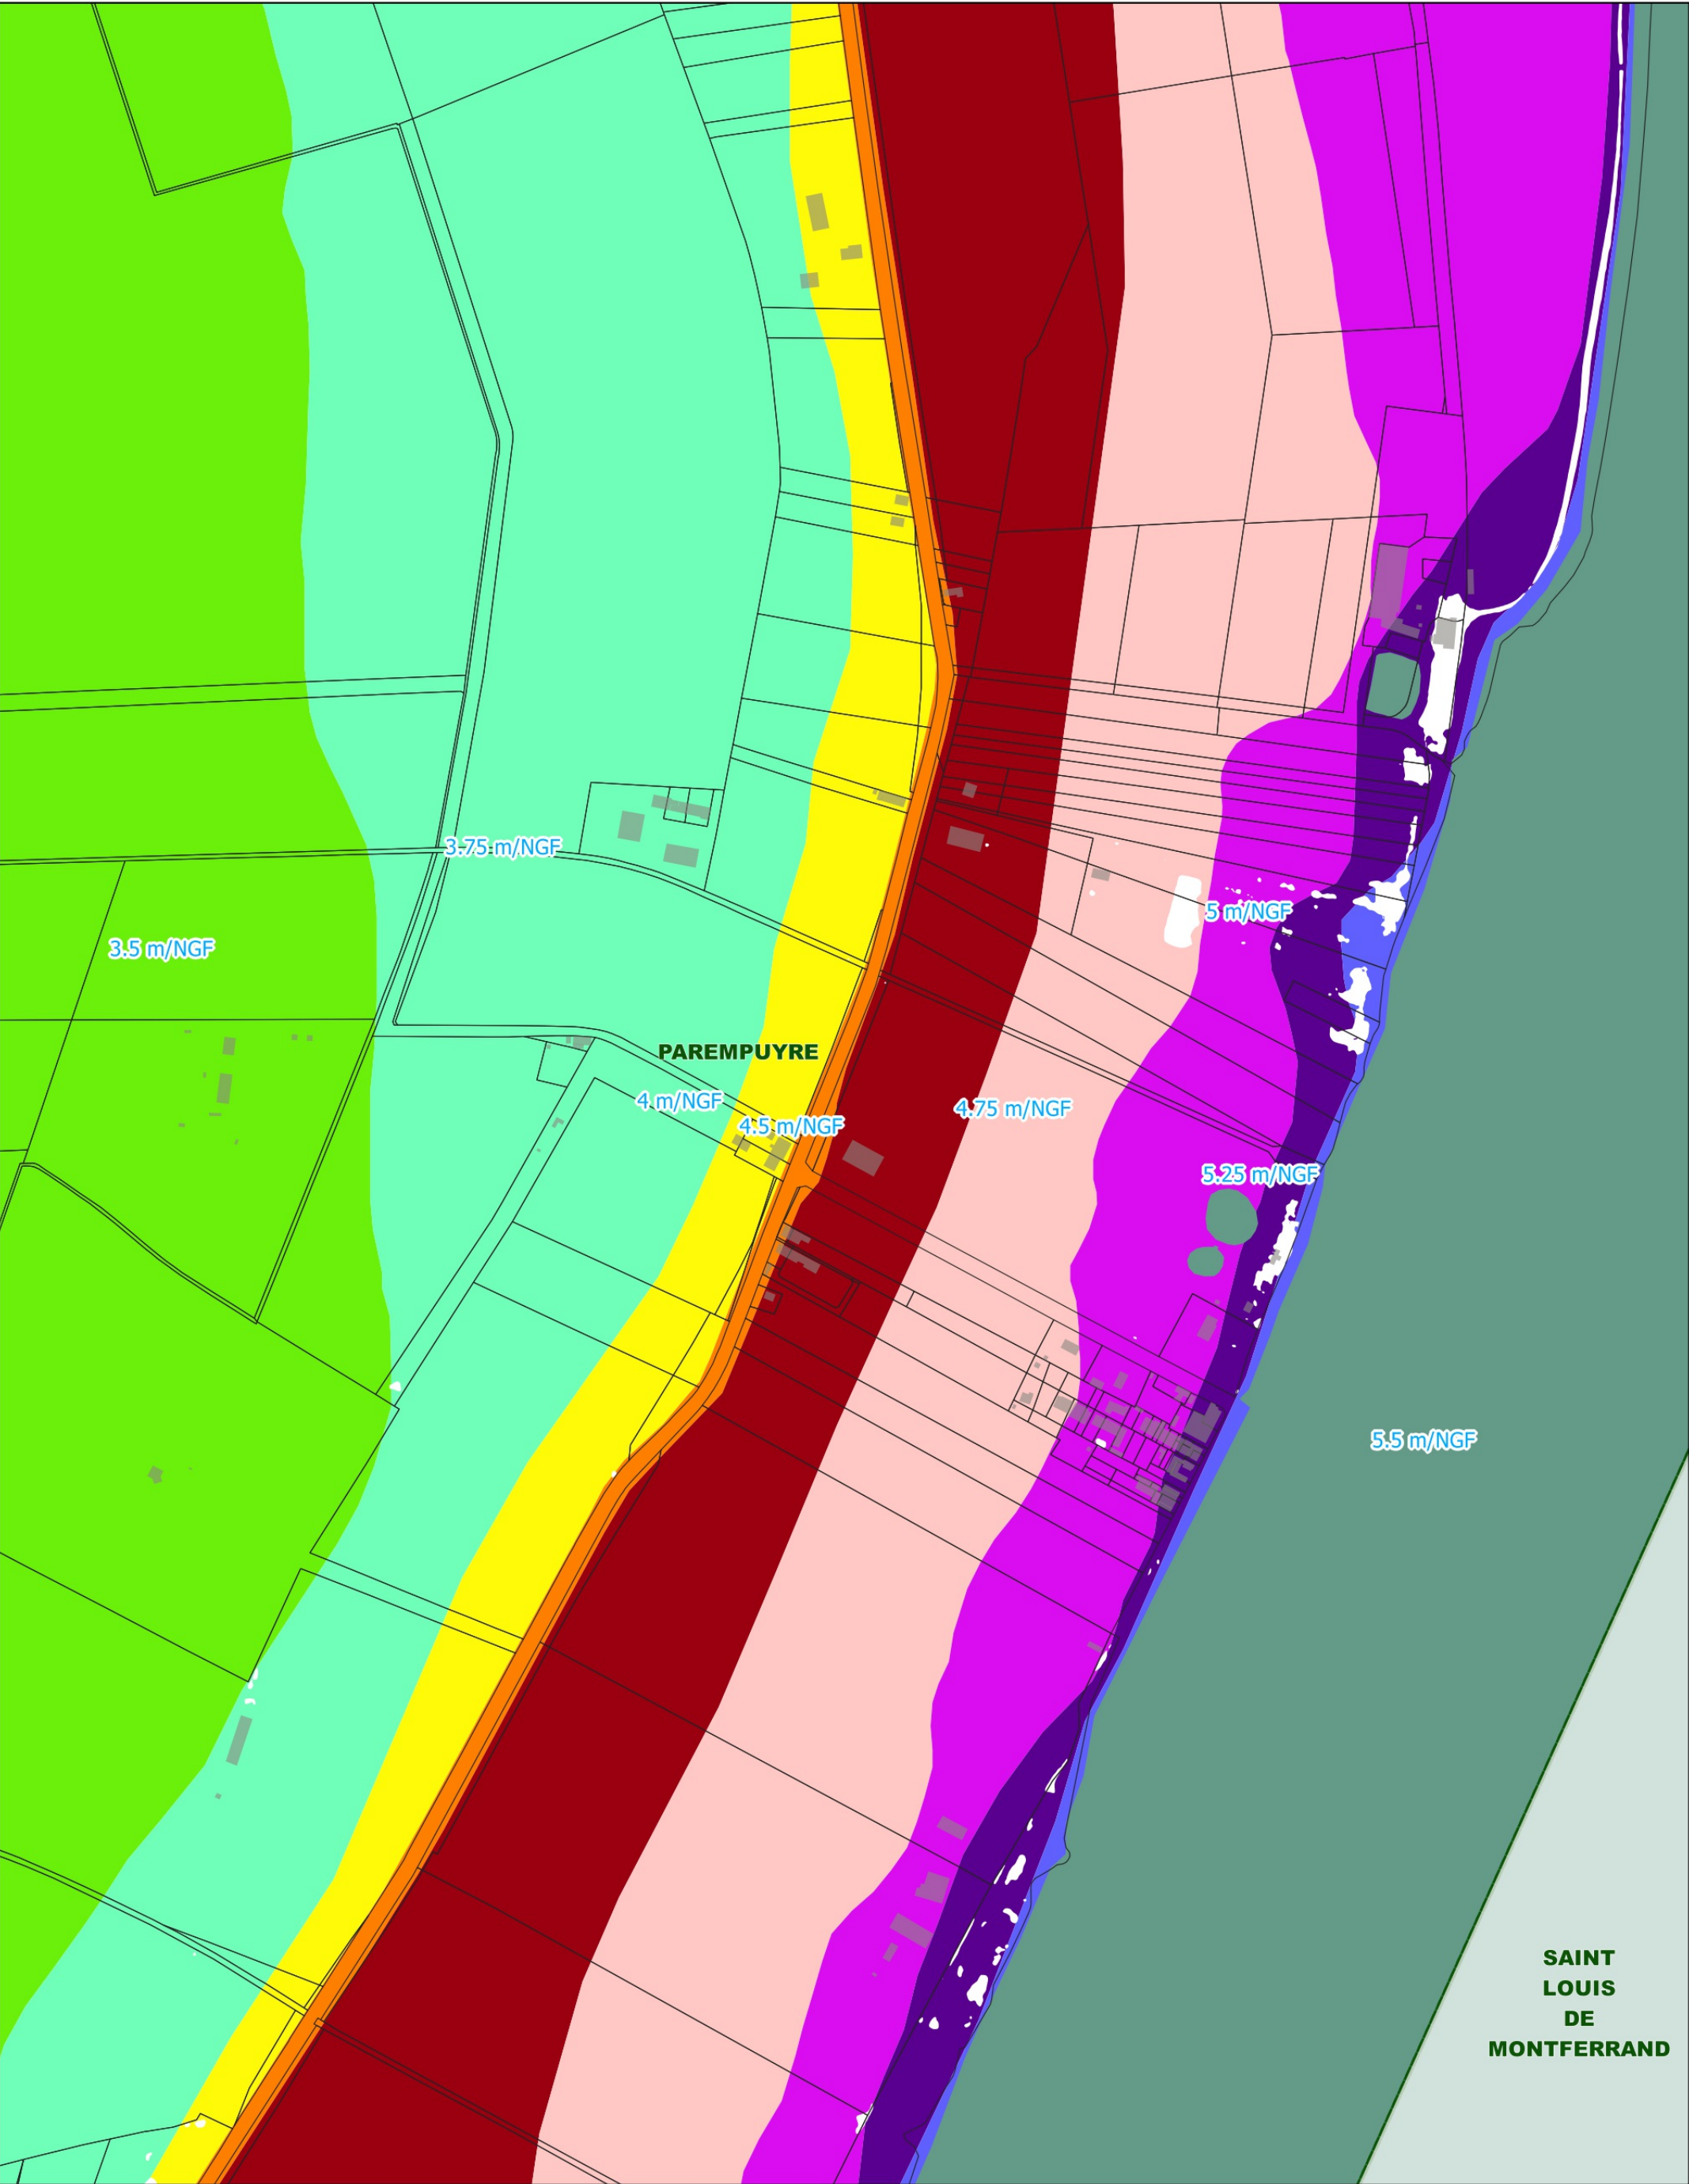 3.75 m/NGF
5 m/NGF
3.5 m/NGF
PAREMPUYRE
4 m/NGF
4.75 m/NGF
4.5 m/NGF
5.25 m/NGF
5.5 m/NGF
SAINT
LOUIS
DE
MONTFERRAND